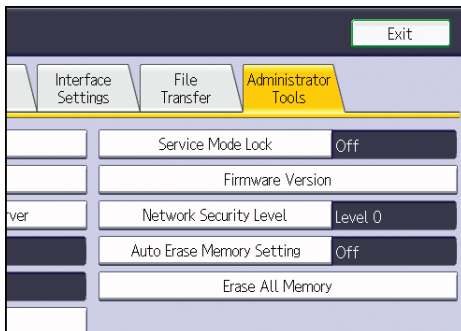 Exit
Interface Settings
File Transfer
Administrator Tools
Service Mode Lock Off
Firmware Version
rver Network Security Level Level 0
Auto Erase Memory Setting Off
Erase All Memory